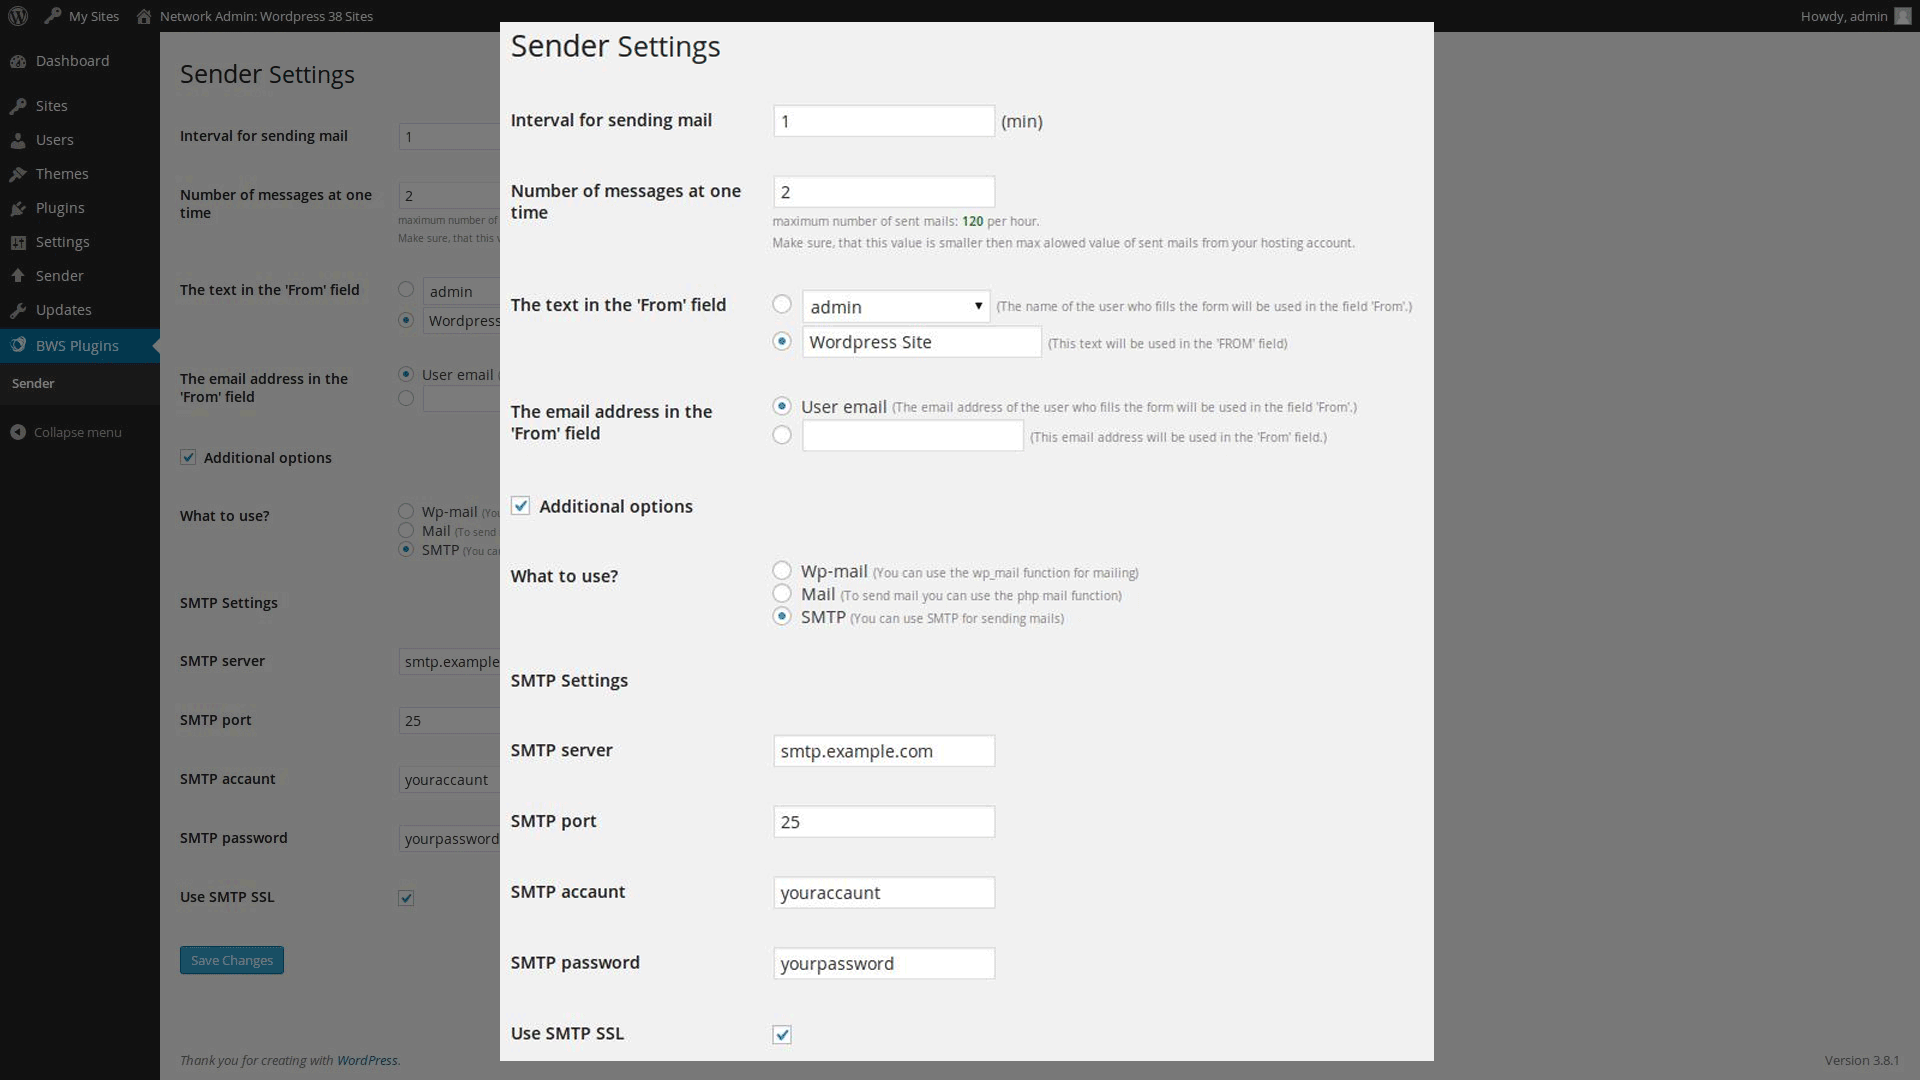 My Sites
Network Admin: Wordpress 38 Sites
Howdy, admin
Dashboard
Sites
Users
Themes
Plugins
Settings
Sender
Updates
BWS Plugins
Sender
Collapse menu
Sender Settings
Interval for sending mail
1
Number of messages at one
time
2
maximum number of
Make sure, that this v
The text in the 'From' field
admin
Wordpress
The email address in the
'From' field
User email
Additional options
What to use?
Wp-mail (You
Mail (To send
SMTP (You ca
SMTP Settings
SMTP server
smtp.example
SMTP port
25
SMTP accaunt
youraccaunt
SMTP password
yourpassword
Use SMTP SSL
Save Changes
Thank you for creating with WordPress.
Version 3.8.1
Sender Settings
Interval for sending mail
1 (min)
Number of messages at one
time
2
maximum number of sent mails: 120 per hour.
Make sure, that this value is smaller then max alowed value of sent mails from your hosting account.
The text in the 'From' field
admin (The name of the user who fills the form will be used in the field 'From'.)
Wordpress Site (This text will be used in the 'FROM' field)
The email address in the
'From' field
User email (The email address of the user who fills the form will be used in the field 'From'.)
(This email address will be used in the 'From' field.)
Additional options
What to use?
Wp-mail (You can use the wp_mail function for mailing)
Mail (To send mail you can use the php mail function)
SMTP (You can use SMTP for sending mails)
SMTP Settings
SMTP server
smtp.example.com
SMTP port
25
SMTP accaunt
youraccaunt
SMTP password
yourpassword
Use SMTP SSL